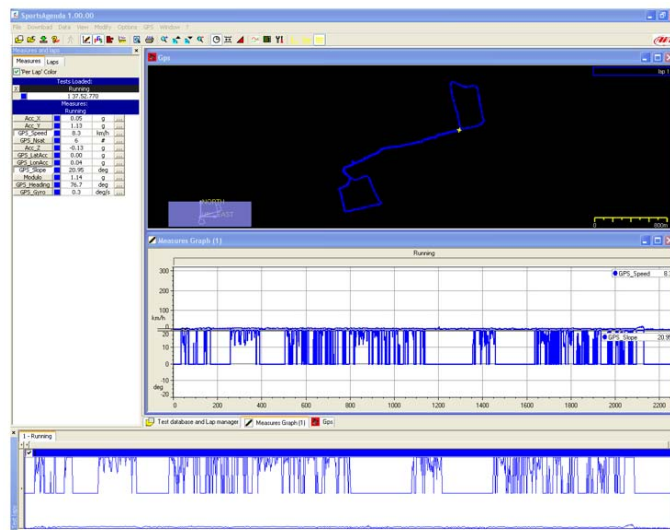 SportsAgenda 1.00.00
File Download Data View Modify Options GPS Window ?
Measures and laps
Measures Laps
'Per Lap' Color
Tests Loaded:
Running
1'37.52.770
Measures:
Running
Acc_X 0.05 g ...
Acc_Y 1.13 g ...
GPS_Speed 8.3 km/h ...
GPS_Nsat 6 # ...
Acc_Z -0.13 g ...
GPS_LatAcc 0.00 g ...
GPS_LonAcc 0.04 g ...
GPS_Slope 20.95 deg ...
Modulo 1.14 g ...
GPS_Heading 76.7 deg ...
GPS_Gyro 0.3 deg/s ...
Gps
lap 1
NORTH
EAST
0 800m
Measures Graph (1)
Running
GPS_Speed 8.3
300
200
100
km/h
0
GPS_Slope 20.95
20
10
0
-10
deg
-20
0 200 400 600 800 1000 1200 1400 1600 1800 2000 2200
Test database and Lap manager Measures Graph (1) Gps
1 - Running